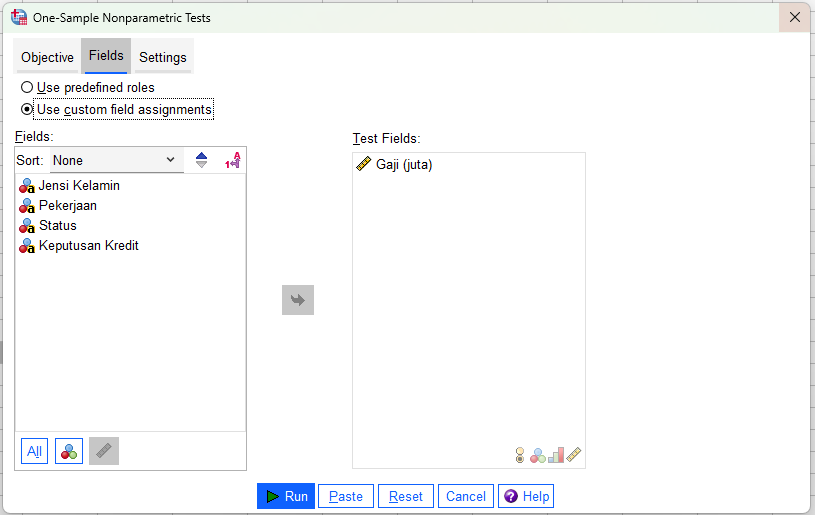 One-Sample Nonparametric Tests
Objective Fields Settings
Use predefined roles
Use custom field assignments
Fields:
Sort: None
Jensi Kelamin
Pekerjaan
Status
Keputusan Kredit
All
Test Fields:
Gaji (juta)
Run Paste Reset Cancel Help